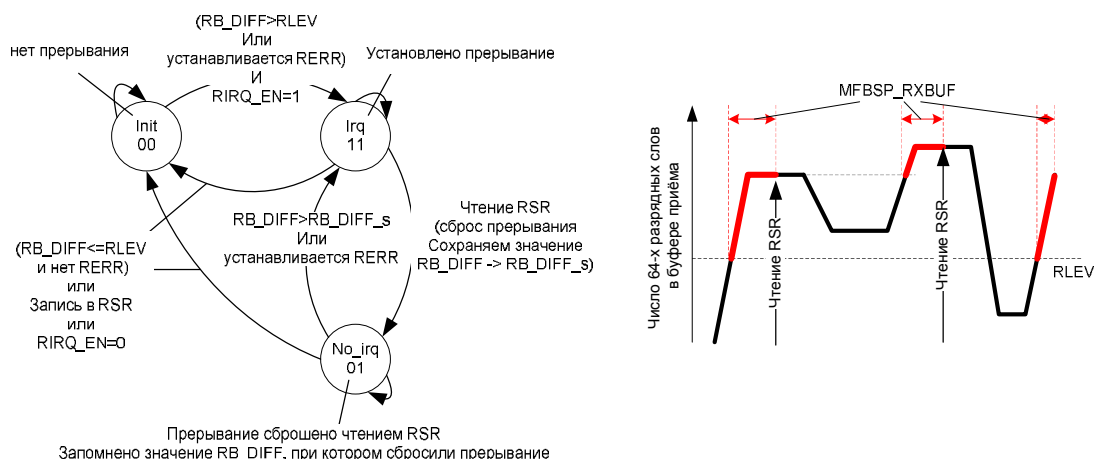 (RB_DIFF>RLEV
Или
устанавливается RERR)
И
RIRQ_EN=1
нет прерывания
Установлено прерывание
Init
00
Irq
11
RB_DIFF>RB_DIFF_s
Или
устанавливается RERR
Чтение RSR
(сброс прерывания
Сохраняем значение
RB_DIFF -> RB_DIFF_s)
(RB_DIFF<=RLEV
и нет RERR)
или
Запись в RSR
или
RIRQ_EN=0
No_irq
01
Прерывание сброшено чтением RSR
Запомнено значение RB_DIFF, при котором сбросили прерывание
MFBSP_RXBUF
Число 64-х разрядных слов
в буфере приёма
Чтение RSR
Чтение RSR
RLEV